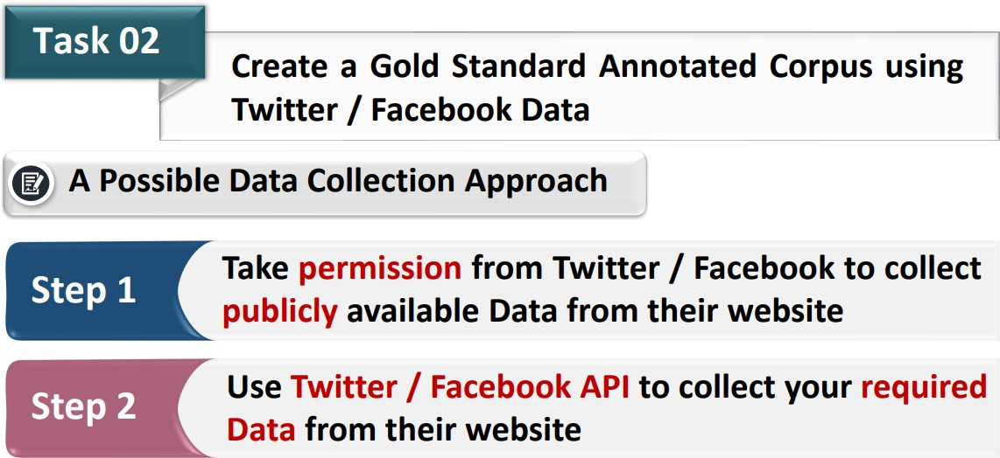 Task 02
Create a Gold Standard Annotated Corpus using
Twitter / Facebook Data
A Possible Data Collection Approach
Step 1
Take permission from Twitter / Facebook to collect
publicly available Data from their website
Step 2
Use Twitter / Facebook API to collect your required
Data from their website